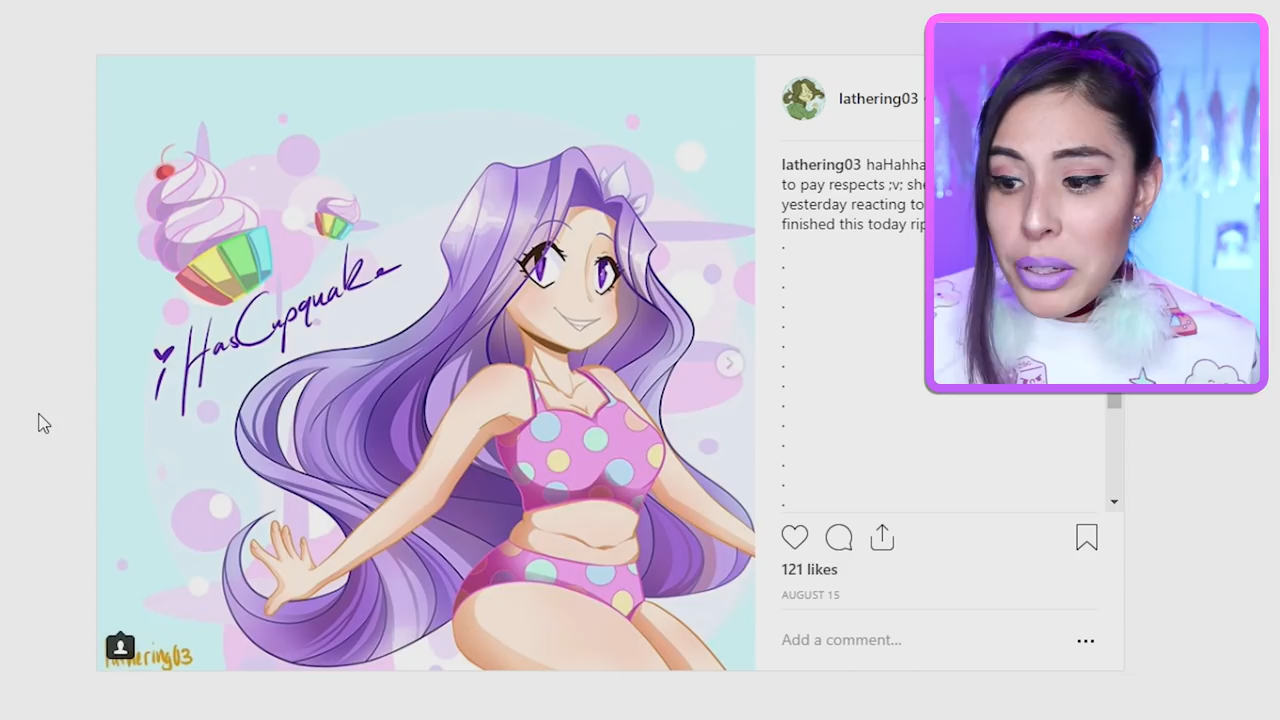 iHasCupquake
lathering03
lathering03
lathering03 haHahha
to pay respects :v; she
yesterday reacting to
finished this today rip
.
.
.
.
.
.
.
.
.
.
.
.
.
.
121 likes
AUGUST 15
Add a comment...